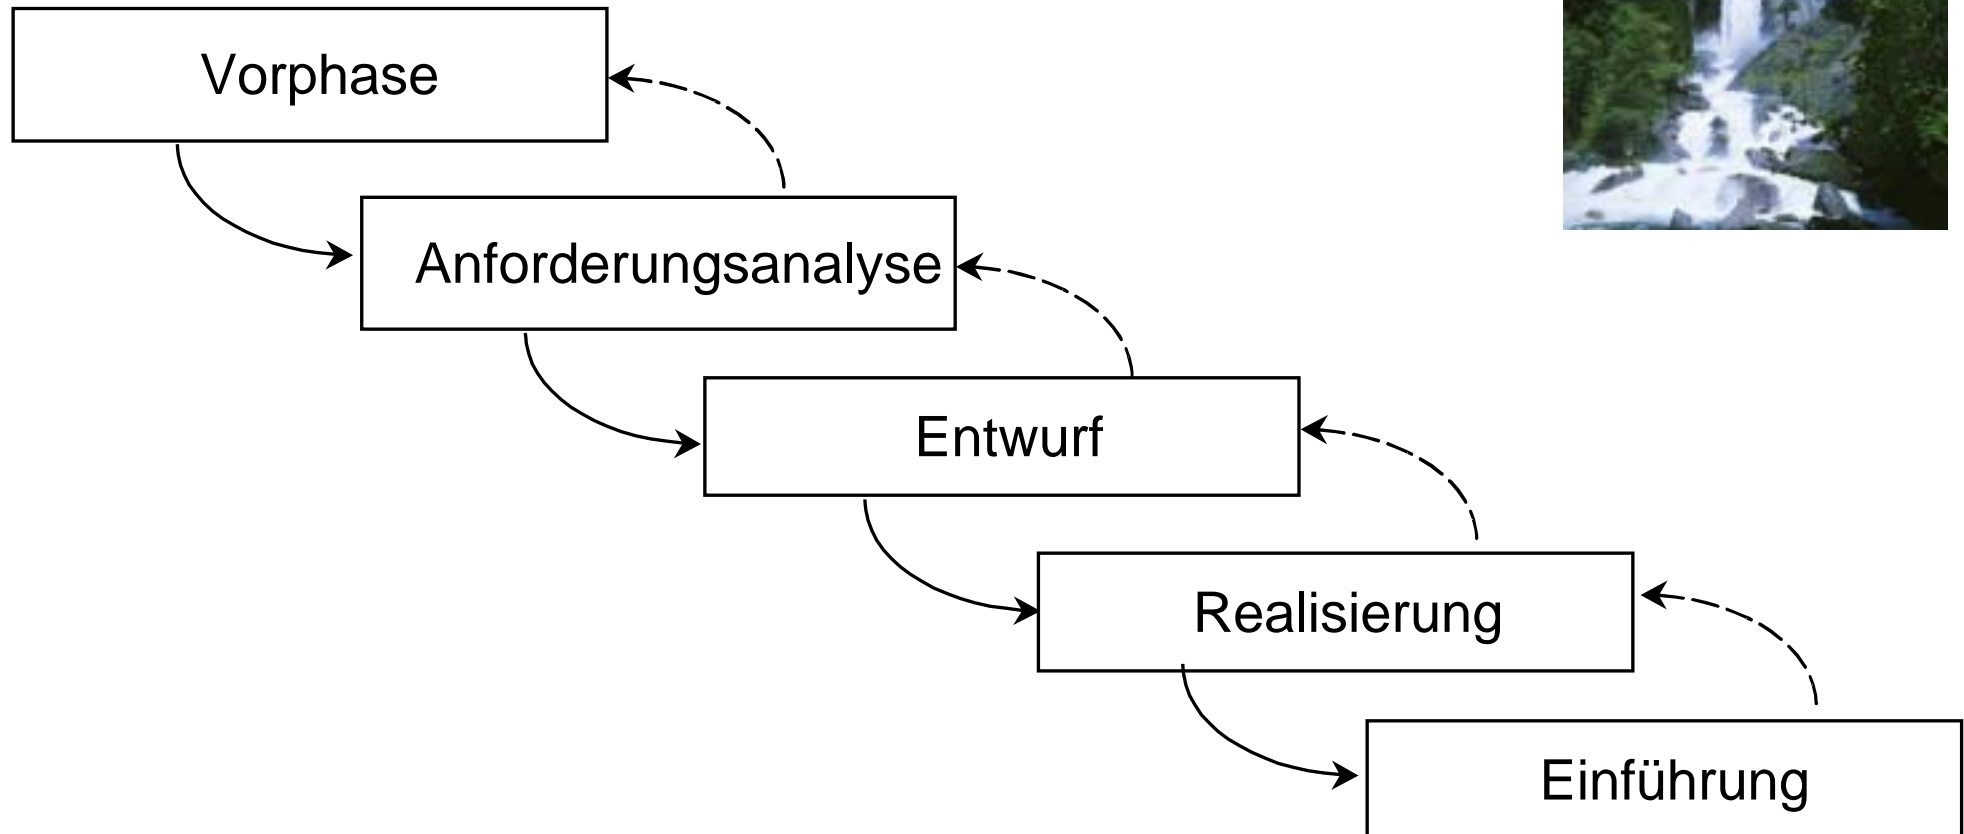 Vorphase
Anforderungsanalyse
Entwurf
Realisierung
Einführung